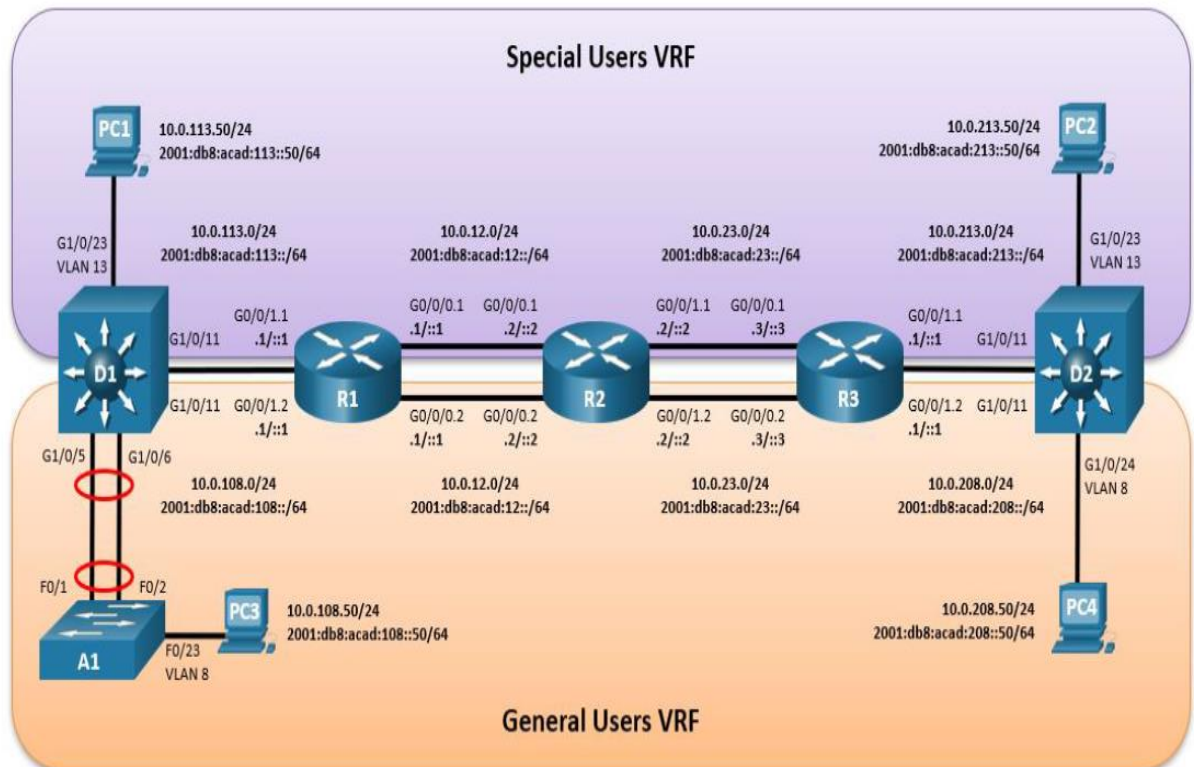 Special Users VRF
PC1
10.0.113.50/24
2001:db8:acad:113::50/64
10.0.213.50/24
2001:db8:acad:213::50/64
PC2
G1/0/23
VLAN 13
10.0.113.0/24
2001:db8:acad:113::/64
10.0.12.0/24
2001:db8:acad:12::/64
10.0.23.0/24
2001:db8:acad:23::/64
10.0.213.0/24
2001:db8:acad:213::/64
G1/0/23
VLAN 13
D1
G1/0/11
G0/0/1.1
.1/::1
R1
G0/0/0.1
.1/::1
G0/0/0.1
.2/::2
R2
G0/0/1.1
.2/::2
G0/0/0.1
.3/::3
R3
G0/0/1.1
.1/::1
G1/0/11
D2
G1/0/11
G0/0/1.2
.1/::1
G0/0/0.2
.1/::1
G0/0/0.2
.2/::2
G0/0/1.2
.2/::2
G0/0/0.2
.3/::3
G0/0/1.2
.1/::1
G1/0/11
G1/0/5
G1/0/6
10.0.108.0/24
2001:db8:acad:108::/64
10.0.12.0/24
2001:db8:acad:12::/64
10.0.23.0/24
2001:db8:acad:23::/64
10.0.208.0/24
2001:db8:acad:208::/64
G1/0/24
VLAN 8
F0/1
F0/2
A1
F0/23
VLAN 8
PC3
10.0.108.50/24
2001:db8:acad:108::50/64
10.0.208.50/24
2001:db8:acad:208::50/64
PC4
General Users VRF